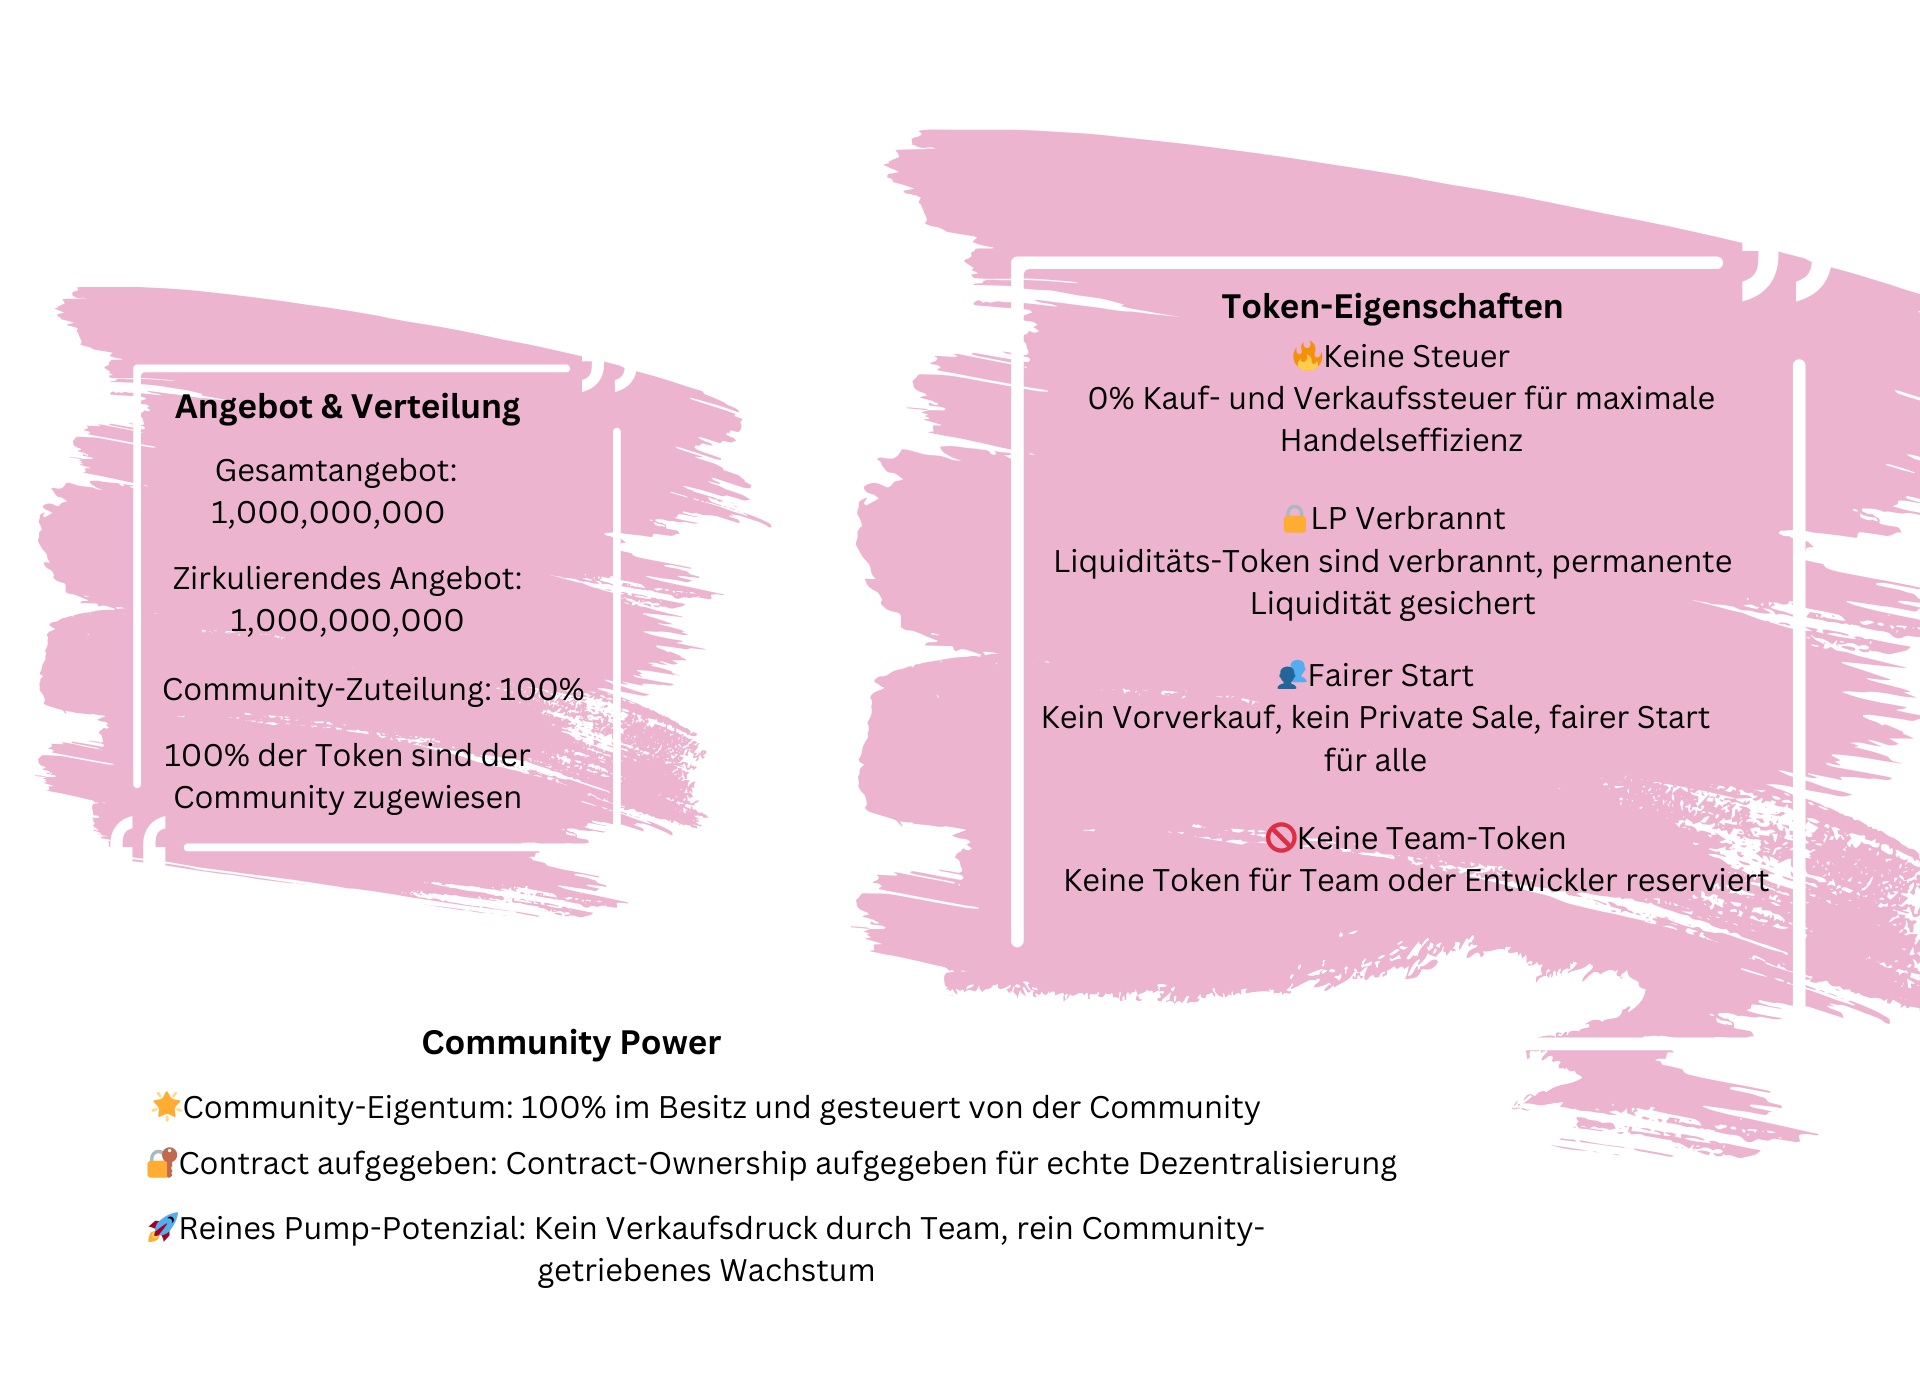 Angebot & Verteilung
Gesamtangebot:
1,000,000,000
Zirkulierendes Angebot:
1,000,000,000
Community-Zuteilung: 100%
100% der Token sind der
Community zugewiesen
Token-Eigenschaften
🔥Keine Steuer
0% Kauf- und Verkaufssteuer für maximale
Handelseffizienz
🔒LP Verbrannt
Liquiditäts-Token sind verbrannt, permanente
Liquidität gesichert
👥Fairer Start
Kein Vorverkauf, kein Private Sale, fairer Start
für alle
🚫Keine Team-Token
Keine Token für Team oder Entwickler reserviert
Community Power
🌟Community-Eigentum: 100% im Besitz und gesteuert von der Community
🔐Contract aufgegeben: Contract-Ownership aufgegeben für echte Dezentralisierung
🚀Reines Pump-Potenzial: Kein Verkaufsdruck durch Team, rein Community-
getriebenes Wachstum